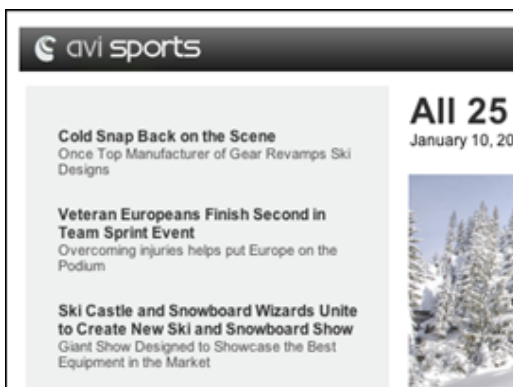 avi sports
Cold Snap Back on the Scene
Once Top Manufacturer of Gear Revamps Ski
Designs
Veteran Europeans Finish Second in
Team Sprint Event
Overcoming injuries helps put Europe on the
Podium
Ski Castle and Snowboard Wizards Unite
to Create New Ski and Snowboard Show
Giant Show Designed to Showcase the Best
Equipment in the Market
All 25
January 10, 20